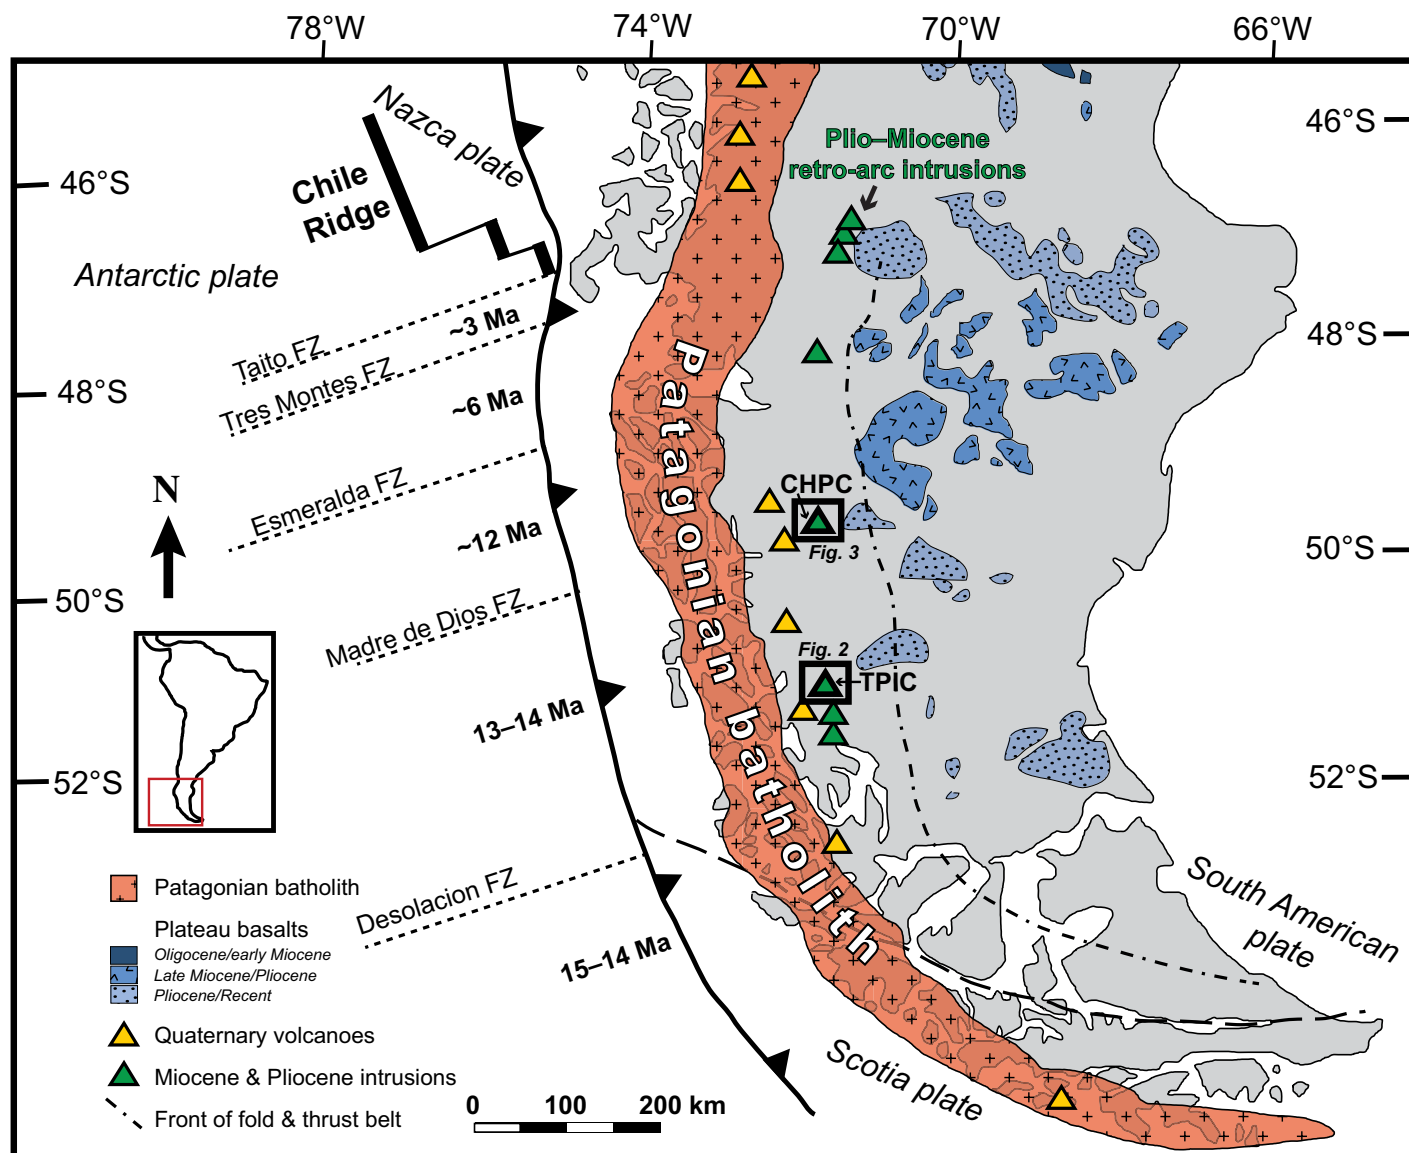 78°W
74°W
70°W
66°W
46°S
48°S
50°S
52°S
46°S
48°S
50°S
52°S
Nazca plate
Chile
Ridge
Antarctic plate
Plio–Miocene
retro-arc intrusions
Taito FZ
~3 Ma
Tres Montes FZ
~6 Ma
Esmeralda FZ
~12 Ma
Madre de Dios FZ
13–14 Ma
Desolacion FZ
15–14 Ma
N
Patagonian batholith
CHPC
Fig. 3
Fig. 2
TPIC
South American
plate
Scotia plate
Patagonian batholith
Plateau basalts
Oligocene/early Miocene
Late Miocene/Pliocene
Pliocene/Recent
Quaternary volcanoes
Miocene & Pliocene intrusions
Front of fold & thrust belt
0 100 200 km